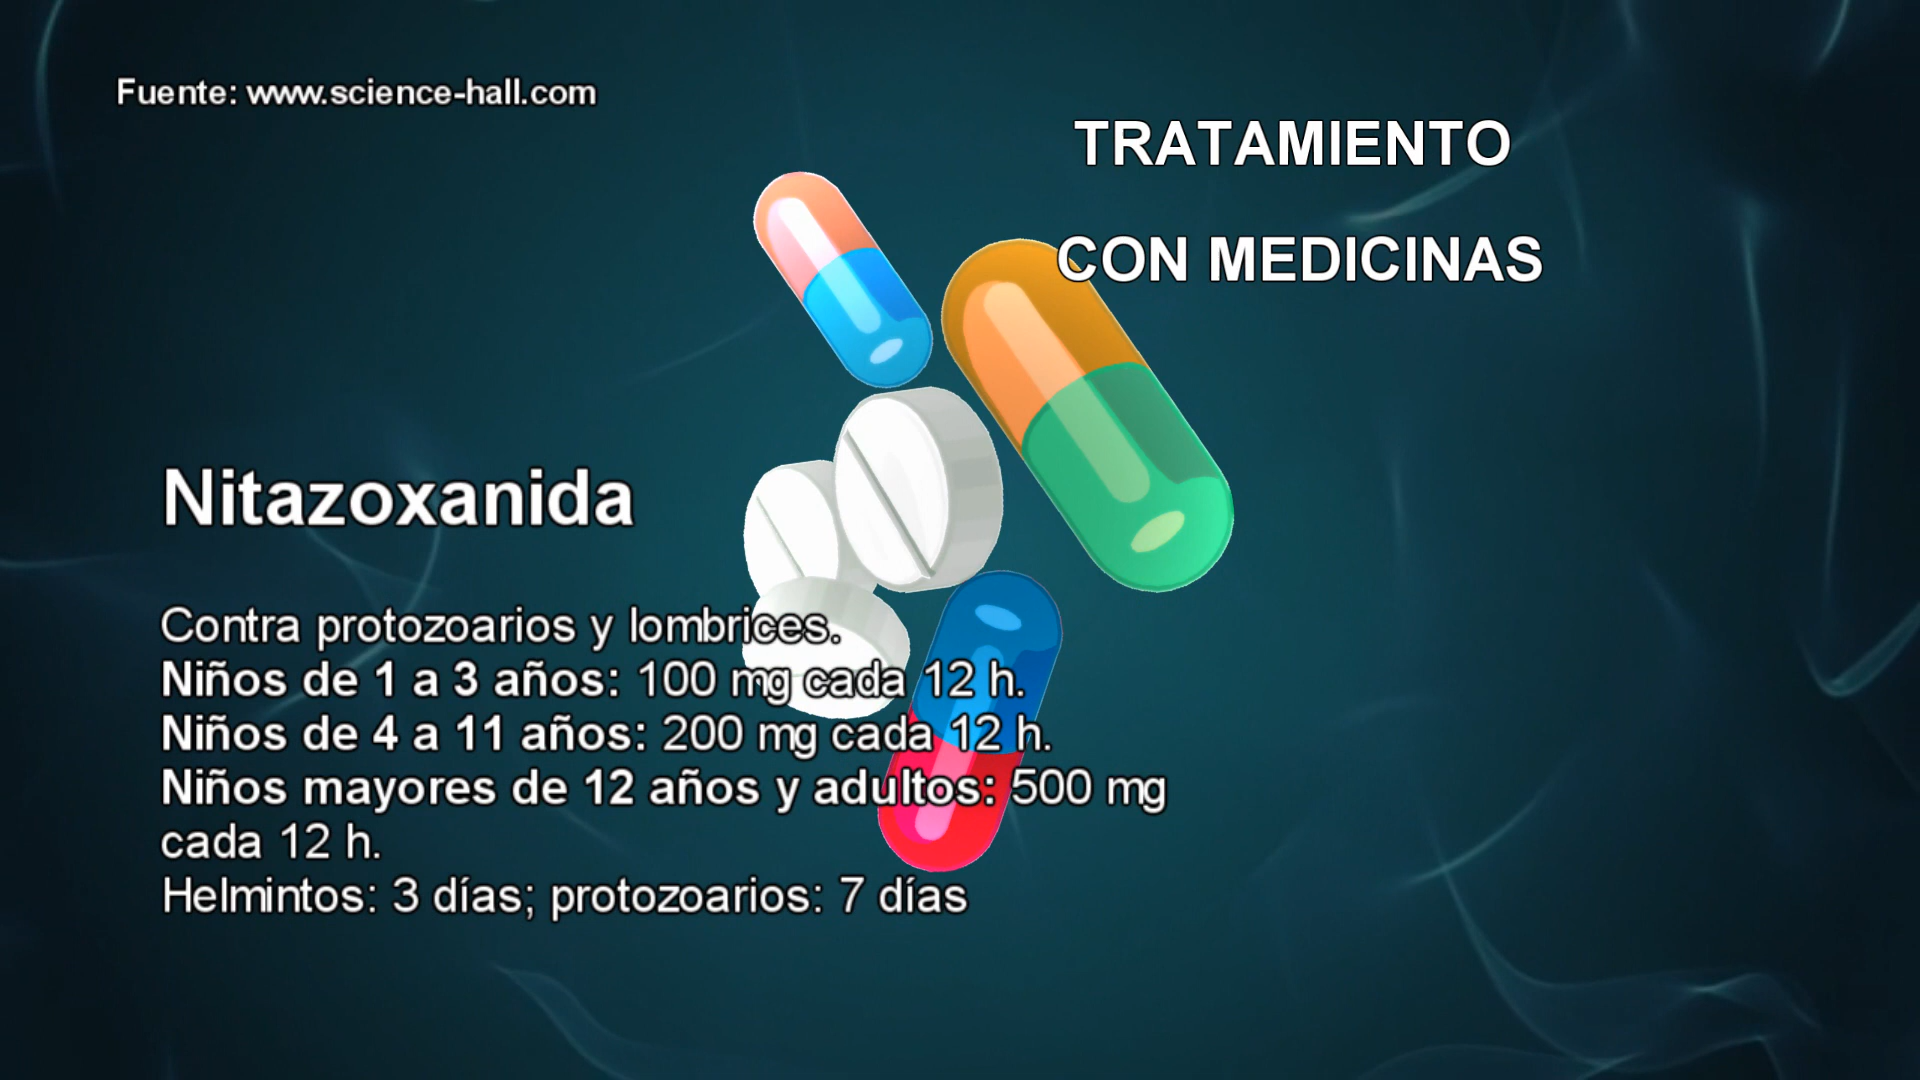 Fuente: www.science-hall.com
TRATAMIENTO
CON MEDICINAS
Nitazoxanida
Contra protozoarios y lombrices.
Niños de 1 a 3 años: 100 mg cada 12 h.
Niños de 4 a 11 años: 200 mg cada 12 h.
Niños mayores de 12 años y adultos: 500 mg
cada 12 h.
Helmintos: 3 días; protozoarios: 7 días